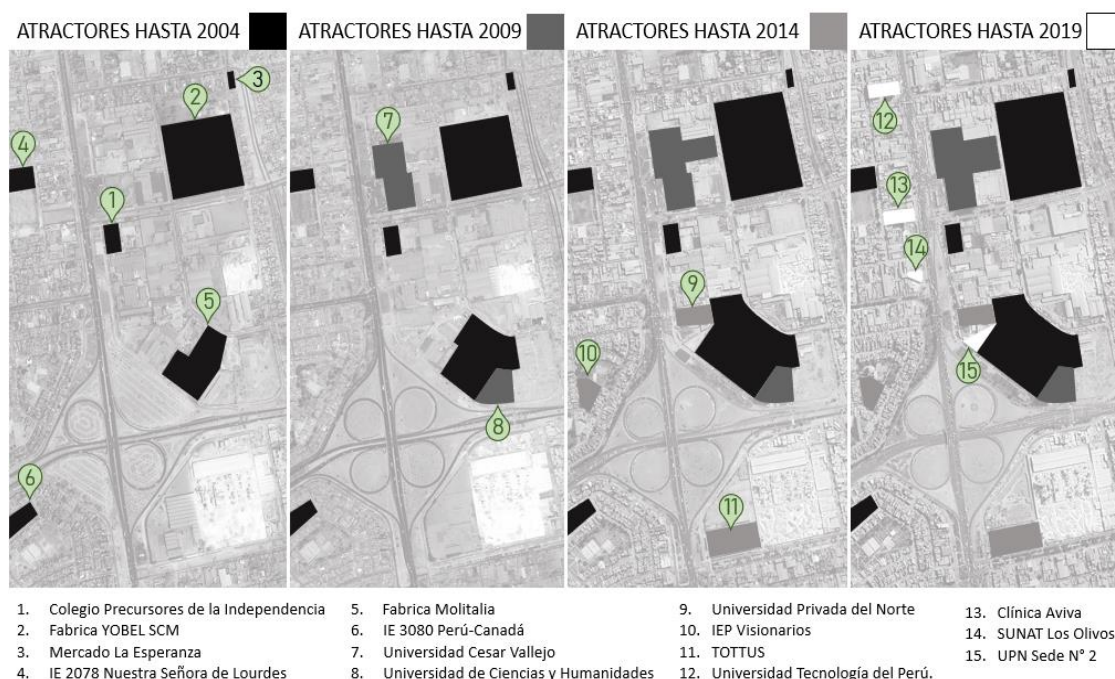 ATRACTORES HASTA 2004
ATRACTORES HASTA 2009
ATRACTORES HASTA 2014
ATRACTORES HASTA 2019
3
2
4
1
5
6
7
8
9
10
11
12
13
14
15
1. Colegio Precursores de la Independencia
2. Fabrica YOBEL SCM
3. Mercado La Esperanza
4. IE 2078 Nuestra Señora de Lourdes
5. Fabrica Molitalia
6. IE 3080 Perú-Canadá
7. Universidad Cesar Vallejo
8. Universidad de Ciencias y Humanidades
9. Universidad Privada del Norte
10. IEP Visionarios
11. TOTTUS
12. Universidad Tecnología del Perú.
13. Clínica Aviva
14. SUNAT Los Olivos
15. UPN Sede N° 2